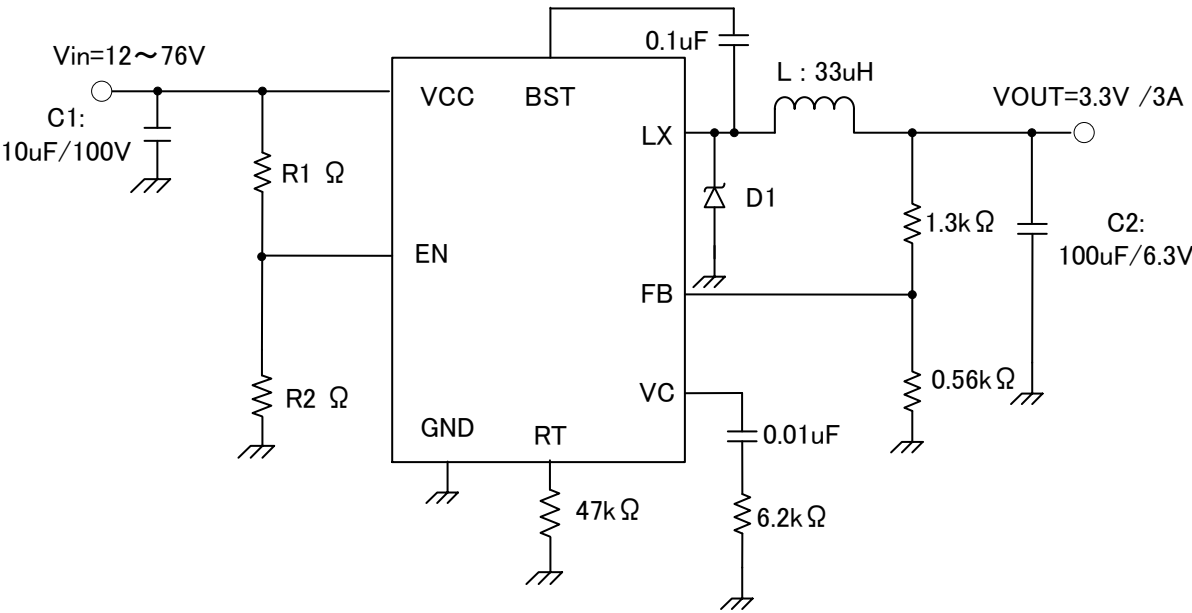 Vin=12～76V
C1:
10uF/100V
R1 Ω
R2 Ω
VCC
BST
EN
GND
RT
LX
FB
VC
0.1uF
L : 33uH
VOUT=3.3V /3A
D1
1.3kΩ
C2:
100uF/6.3V
0.56kΩ
0.01uF
6.2kΩ
47kΩ